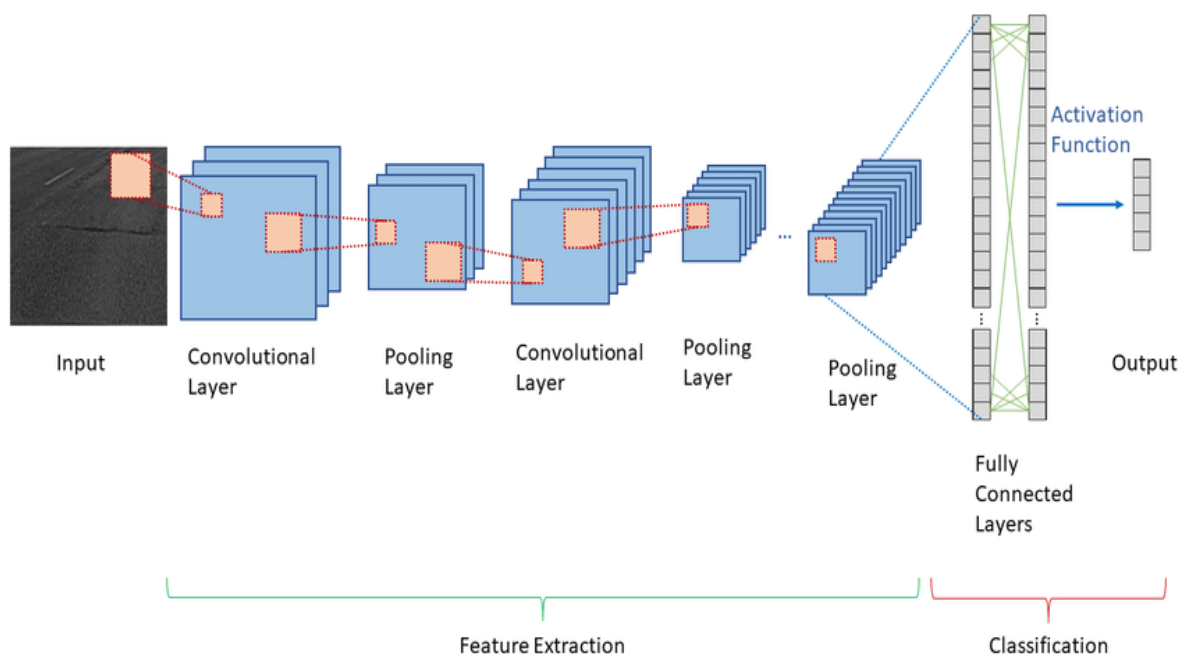 Activation
Function
Input
Convolutional
Layer
Pooling
Layer
Convolutional
Layer
Pooling
Layer
...
Pooling
Layer
Output
Fully
Connected
Layers
Feature Extraction
Classification